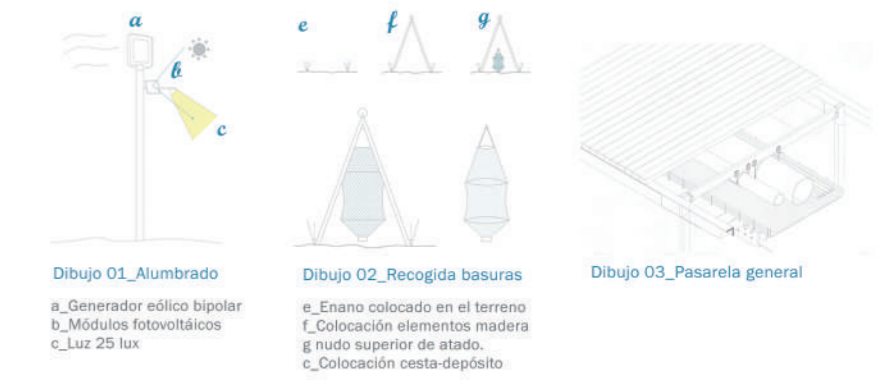 a
b
c
Dibujo 01_Alumbrado
a_Generador eólico bipolar
b_Módulos fotovoltáicos
c_Luz 25 lux
e
f
g
Dibujo 02_Recogida basuras
e_Enano colocado en el terreno
f_Colocación elementos madera
g nudo superior de atado.
c_Colocación cesta-depósito
Dibujo 03_Pasarela general